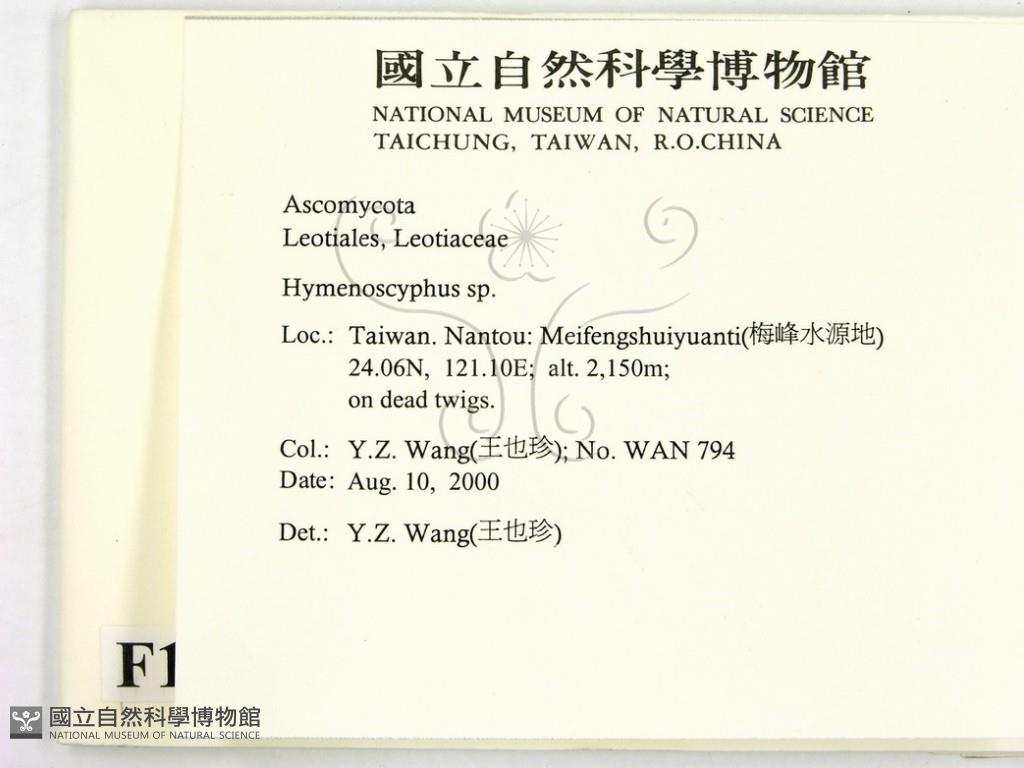 國立自然科學博物館
NATIONAL MUSEUM OF NATURAL SCIENCE
TAICHUNG, TAIWAN, R.O.CHINA
Ascomycota
Leotiales, Leotiaceae
Hymenoscyphus sp.
Loc.: Taiwan. Nantou: Meifengshuiyuanti(梅峰水源地)
24.06N, 121.10E; alt. 2,150m;
on dead twigs.
Col.: Y.Z. Wang(王也珍); No. WAN 794
Date: Aug. 10, 2000
Det.: Y.Z. Wang(王也珍)
F1
國立自然科學博物館
NATIONAL MUSEUM OF NATURAL SCIENCE